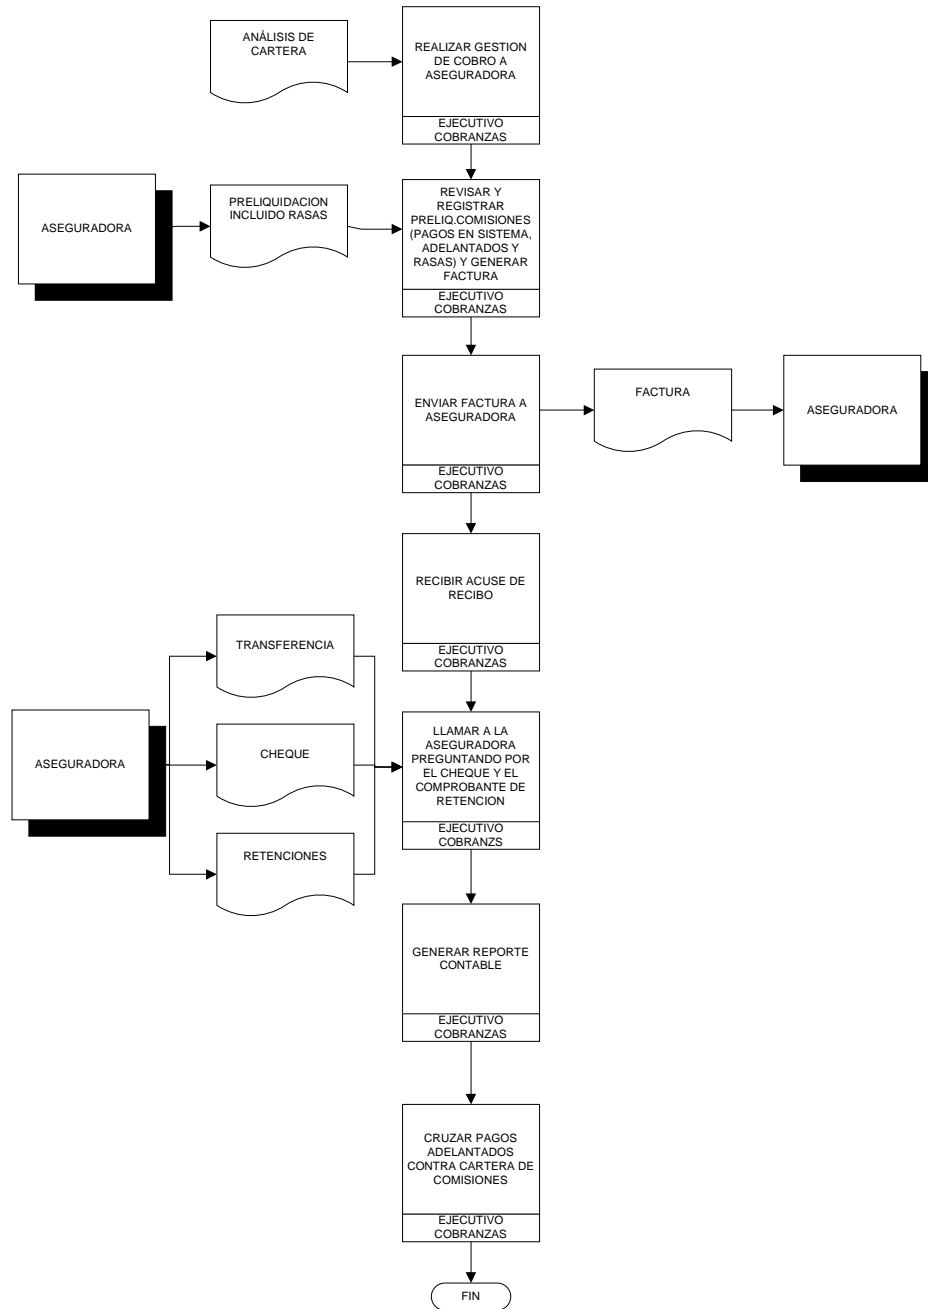 ANÁLISIS DE
CARTERA
REALIZAR GESTION
DE COBRO A
ASEGURADORA
EJECUTIVO
COBRANZAS
ASEGURADORA
PRELIQUIDACION
INCLUIDO RASAS
REVISAR Y
REGISTRAR
PRELIQ.COMISIONES
(PAGOS EN SISTEMA,
ADELANTADOS Y
RASAS) Y GENERAR
FACTURA
EJECUTIVO
COBRANZAS
ENVIAR FACTURA A
ASEGURADORA
EJECUTIVO
COBRANZAS
FACTURA
ASEGURADORA
RECIBIR ACUSE DE
RECIBO
EJECUTIVO
COBRANZAS
ASEGURADORA
TRANSFERENCIA
CHEQUE
RETENCIONES
LLAMAR A LA
ASEGURADORA
PREGUNTANDO POR
EL CHEQUE Y EL
COMPROBANTE DE
RETENCION
EJECUTIVO
COBRANZS
GENERAR REPORTE
CONTABLE
EJECUTIVO
COBRANZAS
CRUZAR PAGOS
ADELANTADOS
CONTRA CARTERA DE
COMISIONES
EJECUTIVO
COBRANZAS
FIN